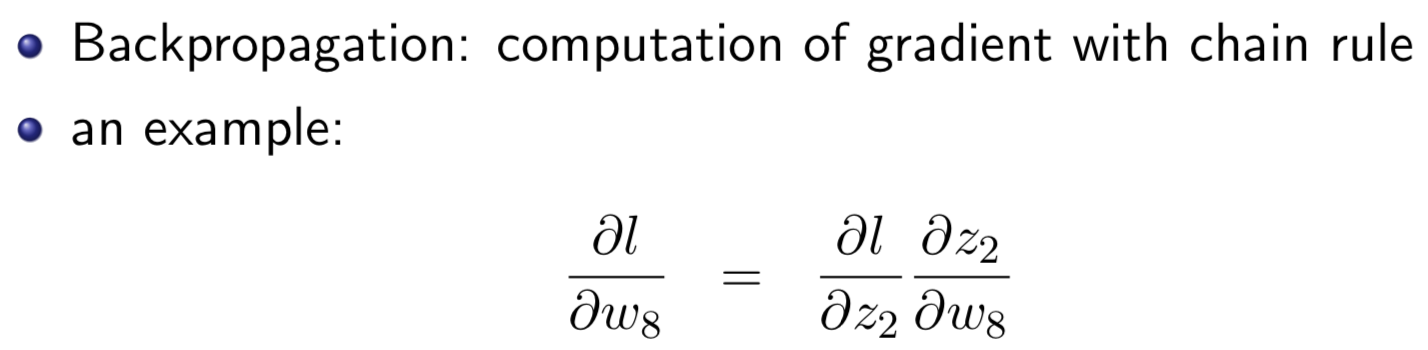 • Backpropagation: computation of gradient with chain rule
• an example:
∂l/∂w₈ = ∂l/∂z₂ ∂z₂/∂w₈